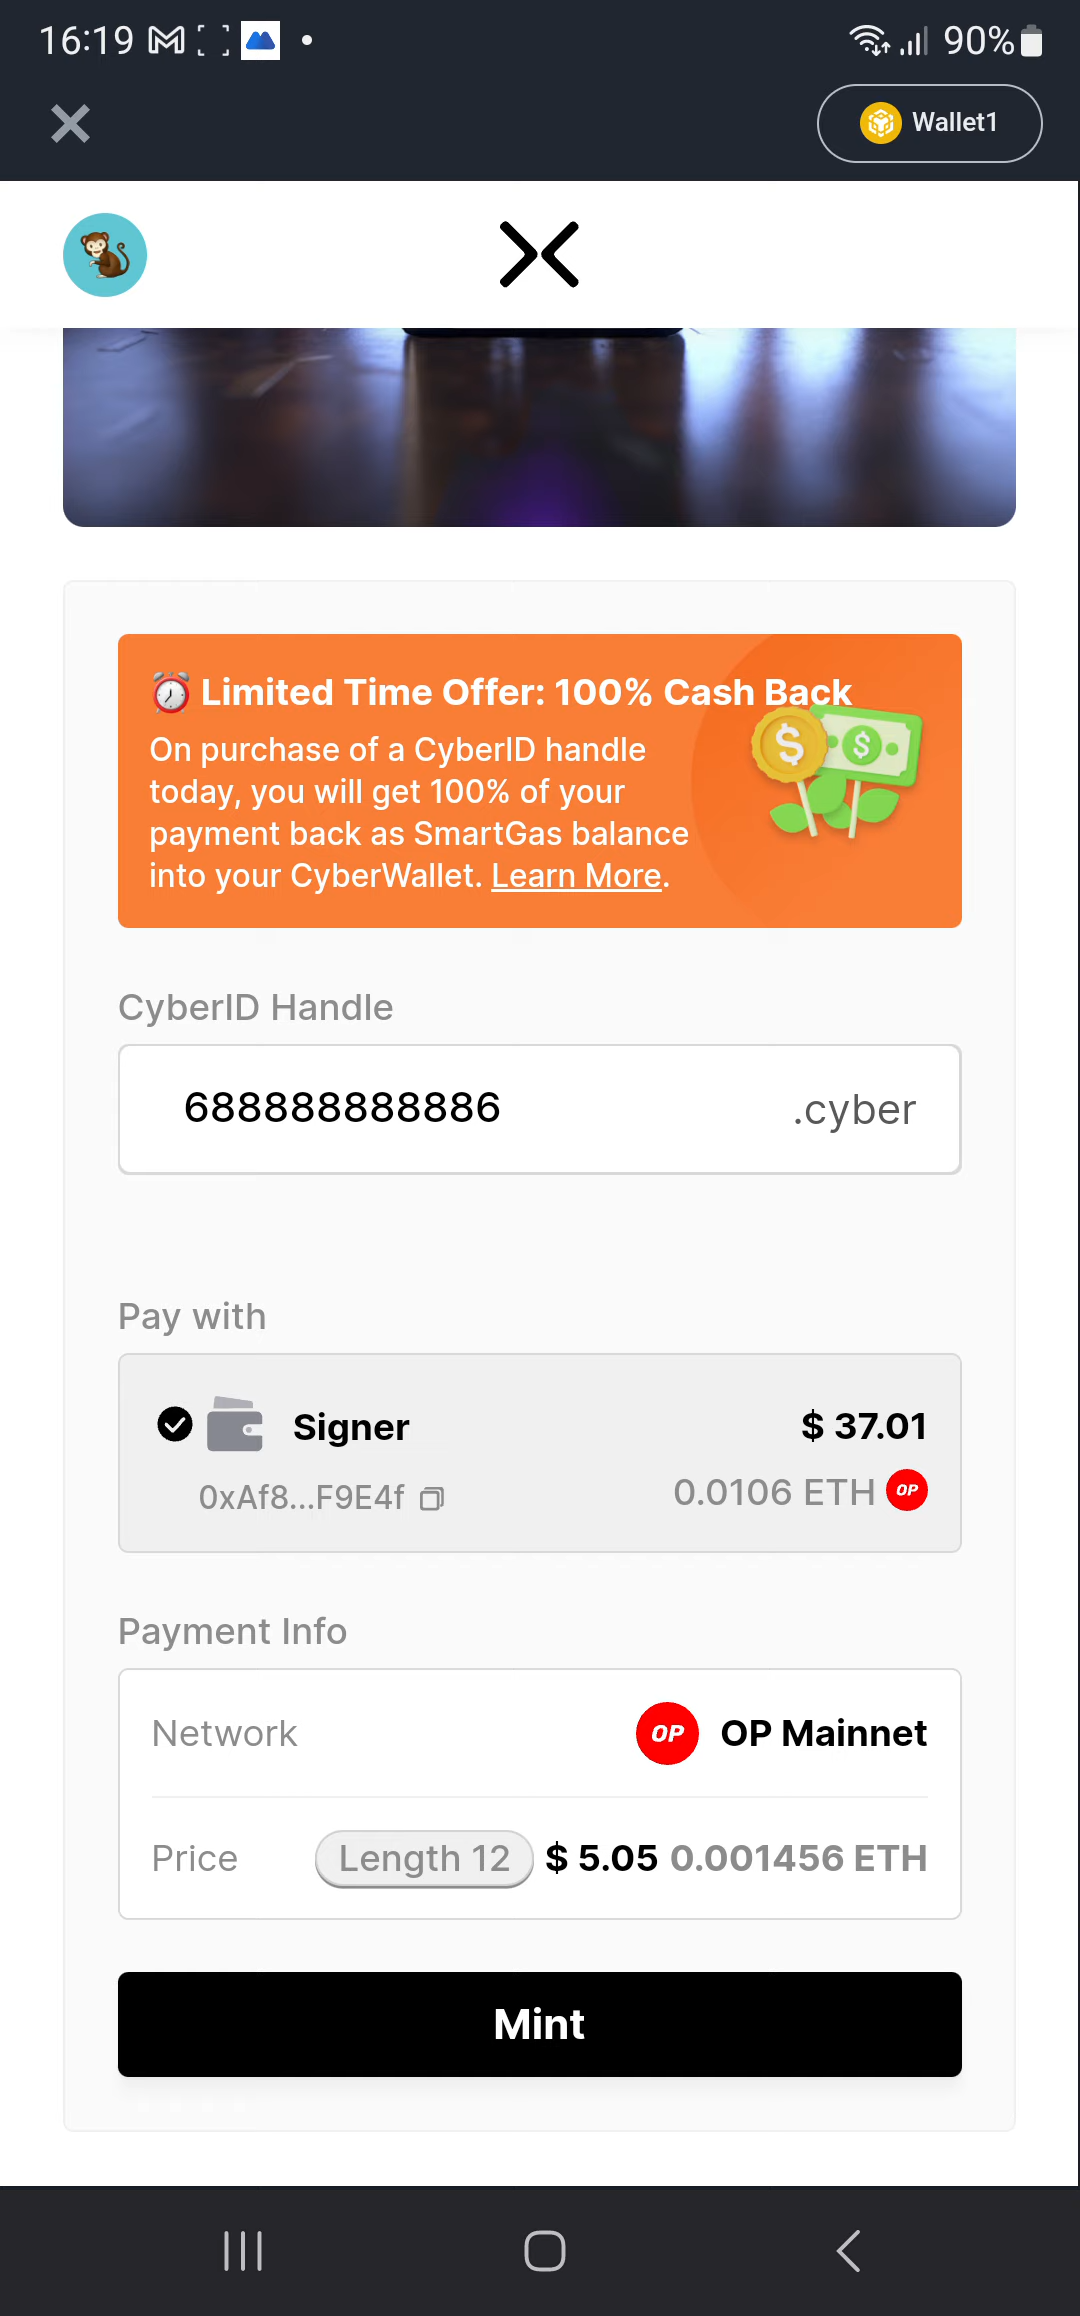 16:19
90%
Wallet1
Limited Time Offer: 100% Cash Back
On purchase of a CyberID handle
today, you will get 100% of your
payment back as SmartGas balance
into your CyberWallet. Learn More.
CyberID Handle
688888888886 .cyber
Pay with
Signer $ 37.01
0xAf8...F9E4f 0.0106 ETH OP
Payment Info
Network OP OP Mainnet
Price Length 12 $ 5.05 0.001456 ETH
Mint